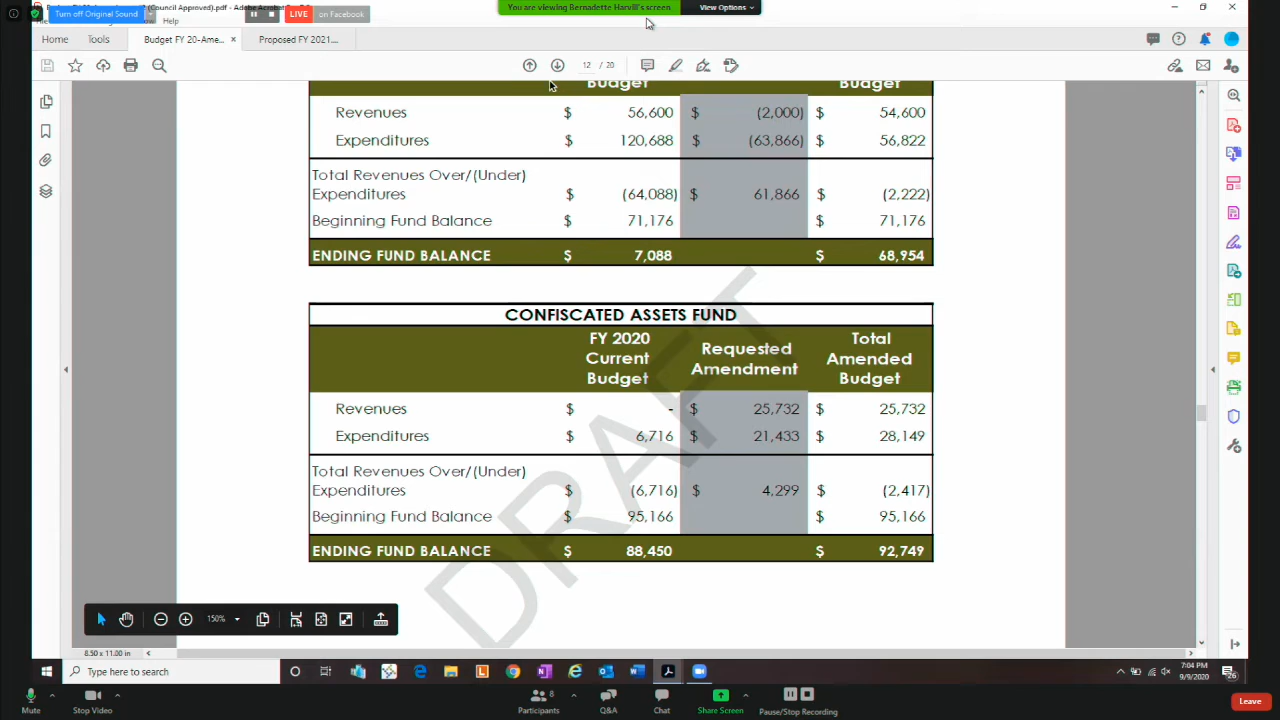 Approved).pdf - Adobe Acrobat
Turn off Original Sound
LIVE on Facebook
You are viewing Bernadette Harvill's screen
View Options
Help
Home Tools Budget FY 20-Ame... × Proposed FY 2021....
12 / 20
Budget Budget
Revenues $ 56,600 $ (2,000) $ 54,600
Expenditures $ 120,688 $ (63,866) $ 56,822
Total Revenues Over/(Under)
Expenditures $ (64,088) $ 61,866 $ (2,222)
Beginning Fund Balance $ 71,176 $ 71,176
ENDING FUND BALANCE $ 7,088 $ 68,954
CONFISCATED ASSETS FUND
FY 2020 Current Budget Requested Amendment Total Amended Budget
Revenues $ - $ 25,732 $ 25,732
Expenditures $ 6,716 $ 21,433 $ 28,149
Total Revenues Over/(Under)
Expenditures $ (6,716) $ 4,299 $ (2,417)
Beginning Fund Balance $ 95,166 $ 95,166
ENDING FUND BALANCE $ 88,450 $ 92,749
DRAFT
150%
8.50 x 11.00 in
Type here to search
7:04 PM
9/9/2020
26
Mute Stop Video Participants 8 Q&A Chat Share Screen Pause/Stop Recording Leave